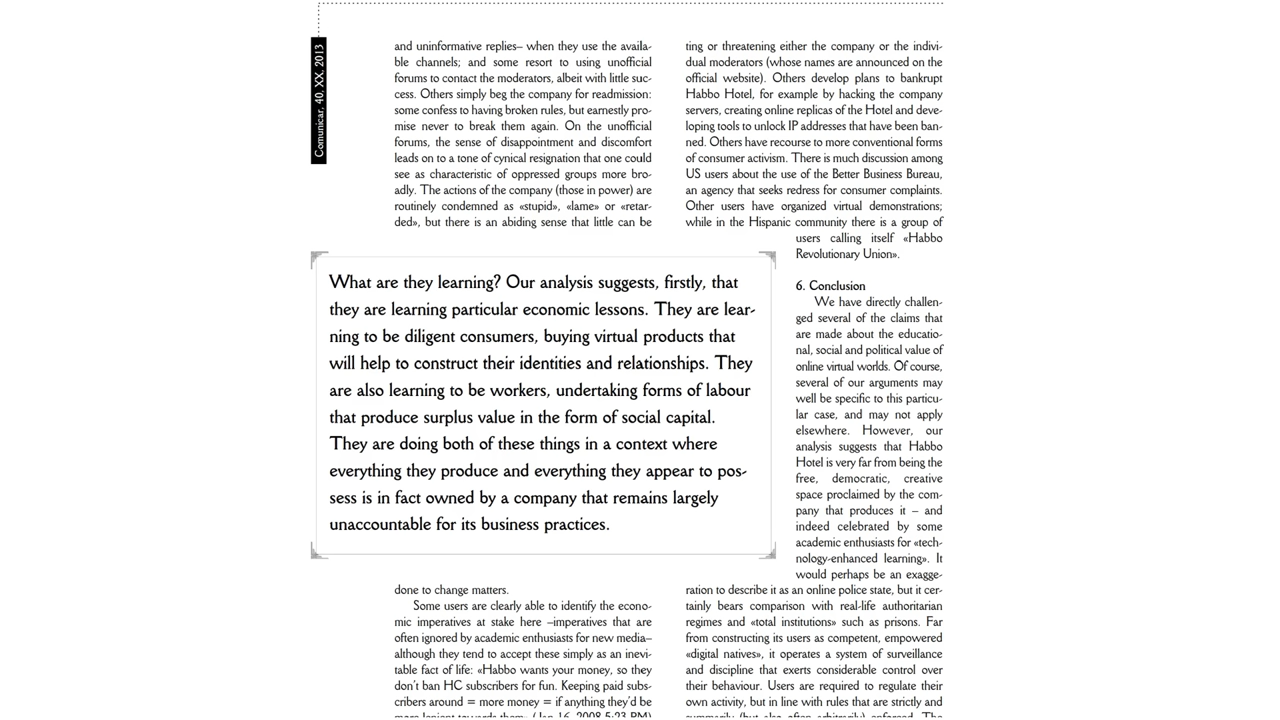 Comunicar, 40, XX, 2013
and uninformative replies– when they use the availa-
ble channels; and some resort to using unofficial
forums to contact the moderators, albeit with little suc-
cess. Others simply beg the company for readmission:
some confess to having broken rules, but earnestly pro-
mise never to break them again. On the unofficial
forums, the sense of disappointment and discomfort
leads on to a tone of cynical resignation that one could
see as characteristic of oppressed groups more bro-
adly. The actions of the company (those in power) are
routinely condemned as «stupid», «lame» or «retar-
ded», but there is an abiding sense that little can be
What are they learning? Our analysis suggests, firstly, that
they are learning particular economic lessons. They are lear-
ning to be diligent consumers, buying virtual products that
will help to construct their identities and relationships. They
are also learning to be workers, undertaking forms of labour
that produce surplus value in the form of social capital.
They are doing both of these things in a context where
everything they produce and everything they appear to pos-
sess is in fact owned by a company that remains largely
unaccountable for its business practices.
done to change matters.
Some users are clearly able to identify the econo-
mic imperatives at stake here –imperatives that are
often ignored by academic enthusiasts for new media–
although they tend to accept these simply as an inevi-
table fact of life: «Habbo wants your money, so they
don't ban HC subscribers for fun. Keeping paid subs-
cribers around = more money = if anything they'd be
more lenient towards them» (Jan 16, 2008 5:23 PM)
ting or threatening either the company or the indivi-
dual moderators (whose names are announced on the
official website). Others develop plans to bankrupt
Habbo Hotel, for example by hacking the company
servers, creating online replicas of the Hotel and deve-
loping tools to unlock IP addresses that have been ban-
ned. Others have recourse to more conventional forms
of consumer activism. There is much discussion among
US users about the use of the Better Business Bureau,
an agency that seeks redress for consumer complaints.
Other users have organized virtual demonstrations;
while in the Hispanic community there is a group of
users calling itself «Habbo
Revolutionary Union».
6. Conclusion
We have directly challen-
ged several of the claims that
are made about the educatio-
nal, social and political value of
online virtual worlds. Of course,
several of our arguments may
well be specific to this particu-
lar case, and may not apply
elsewhere. However, our
analysis suggests that Habbo
Hotel is very far from being the
free, democratic, creative
space proclaimed by the com-
pany that produces it – and
indeed celebrated by some
academic enthusiasts for «tech-
nology-enhanced learning». It
would perhaps be an exagge-
ration to describe it as an online police state, but it cer-
tainly bears comparison with real-life authoritarian
regimes and «total institutions» such as prisons. Far
from constructing its users as competent, empowered
«digital natives», it operates a system of surveillance
and discipline that exerts considerable control over
their behaviour. Users are required to regulate their
own activity, but in line with rules that are strictly and
summarily (but also often arbitrarily) enforced. The